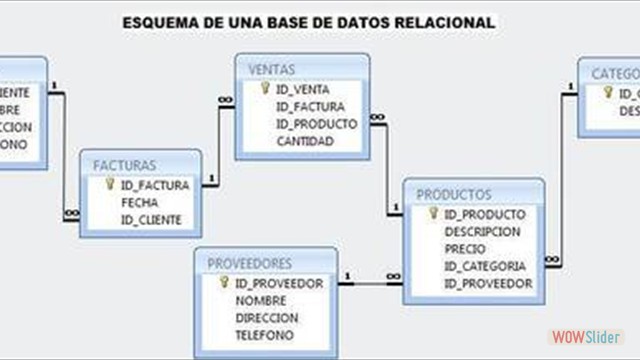 ESQUEMA DE UNA BASE DE DATOS RELACIONAL
IENTE
BRE
CCION
ONO
1
∞
FACTURAS
ID_FACTURA
FECHA
ID_CLIENTE
1
∞
VENTAS
ID_VENTA
ID_FACTURA
ID_PRODUCTO
CANTIDAD
∞
1
PROVEEDORES
ID_PROVEEDOR
NOMBRE
DIRECCION
TELEFONO
1
∞
PRODUCTOS
ID_PRODUCTO
DESCRIPCION
PRECIO
ID_CATEGORIA
ID_PROVEEDOR
∞
1
CATEGO
ID_C
DES
WOWSlider